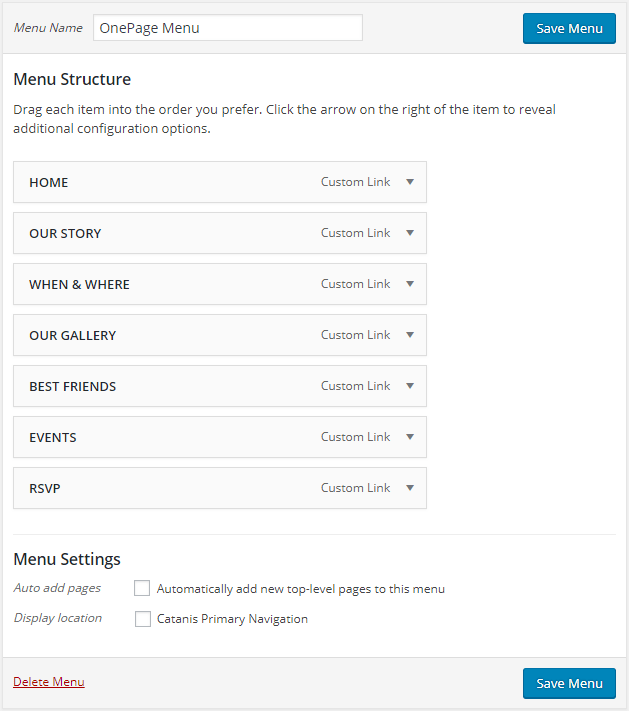 Menu Name OnePage Menu Save Menu
Menu Structure
Drag each item into the order you prefer. Click the arrow on the right of the item to reveal
additional configuration options.
HOME Custom Link
OUR STORY Custom Link
WHEN & WHERE Custom Link
OUR GALLERY Custom Link
BEST FRIENDS Custom Link
EVENTS Custom Link
RSVP Custom Link
Menu Settings
Auto add pages Automatically add new top-level pages to this menu
Display location Catanis Primary Navigation
Delete Menu Save Menu